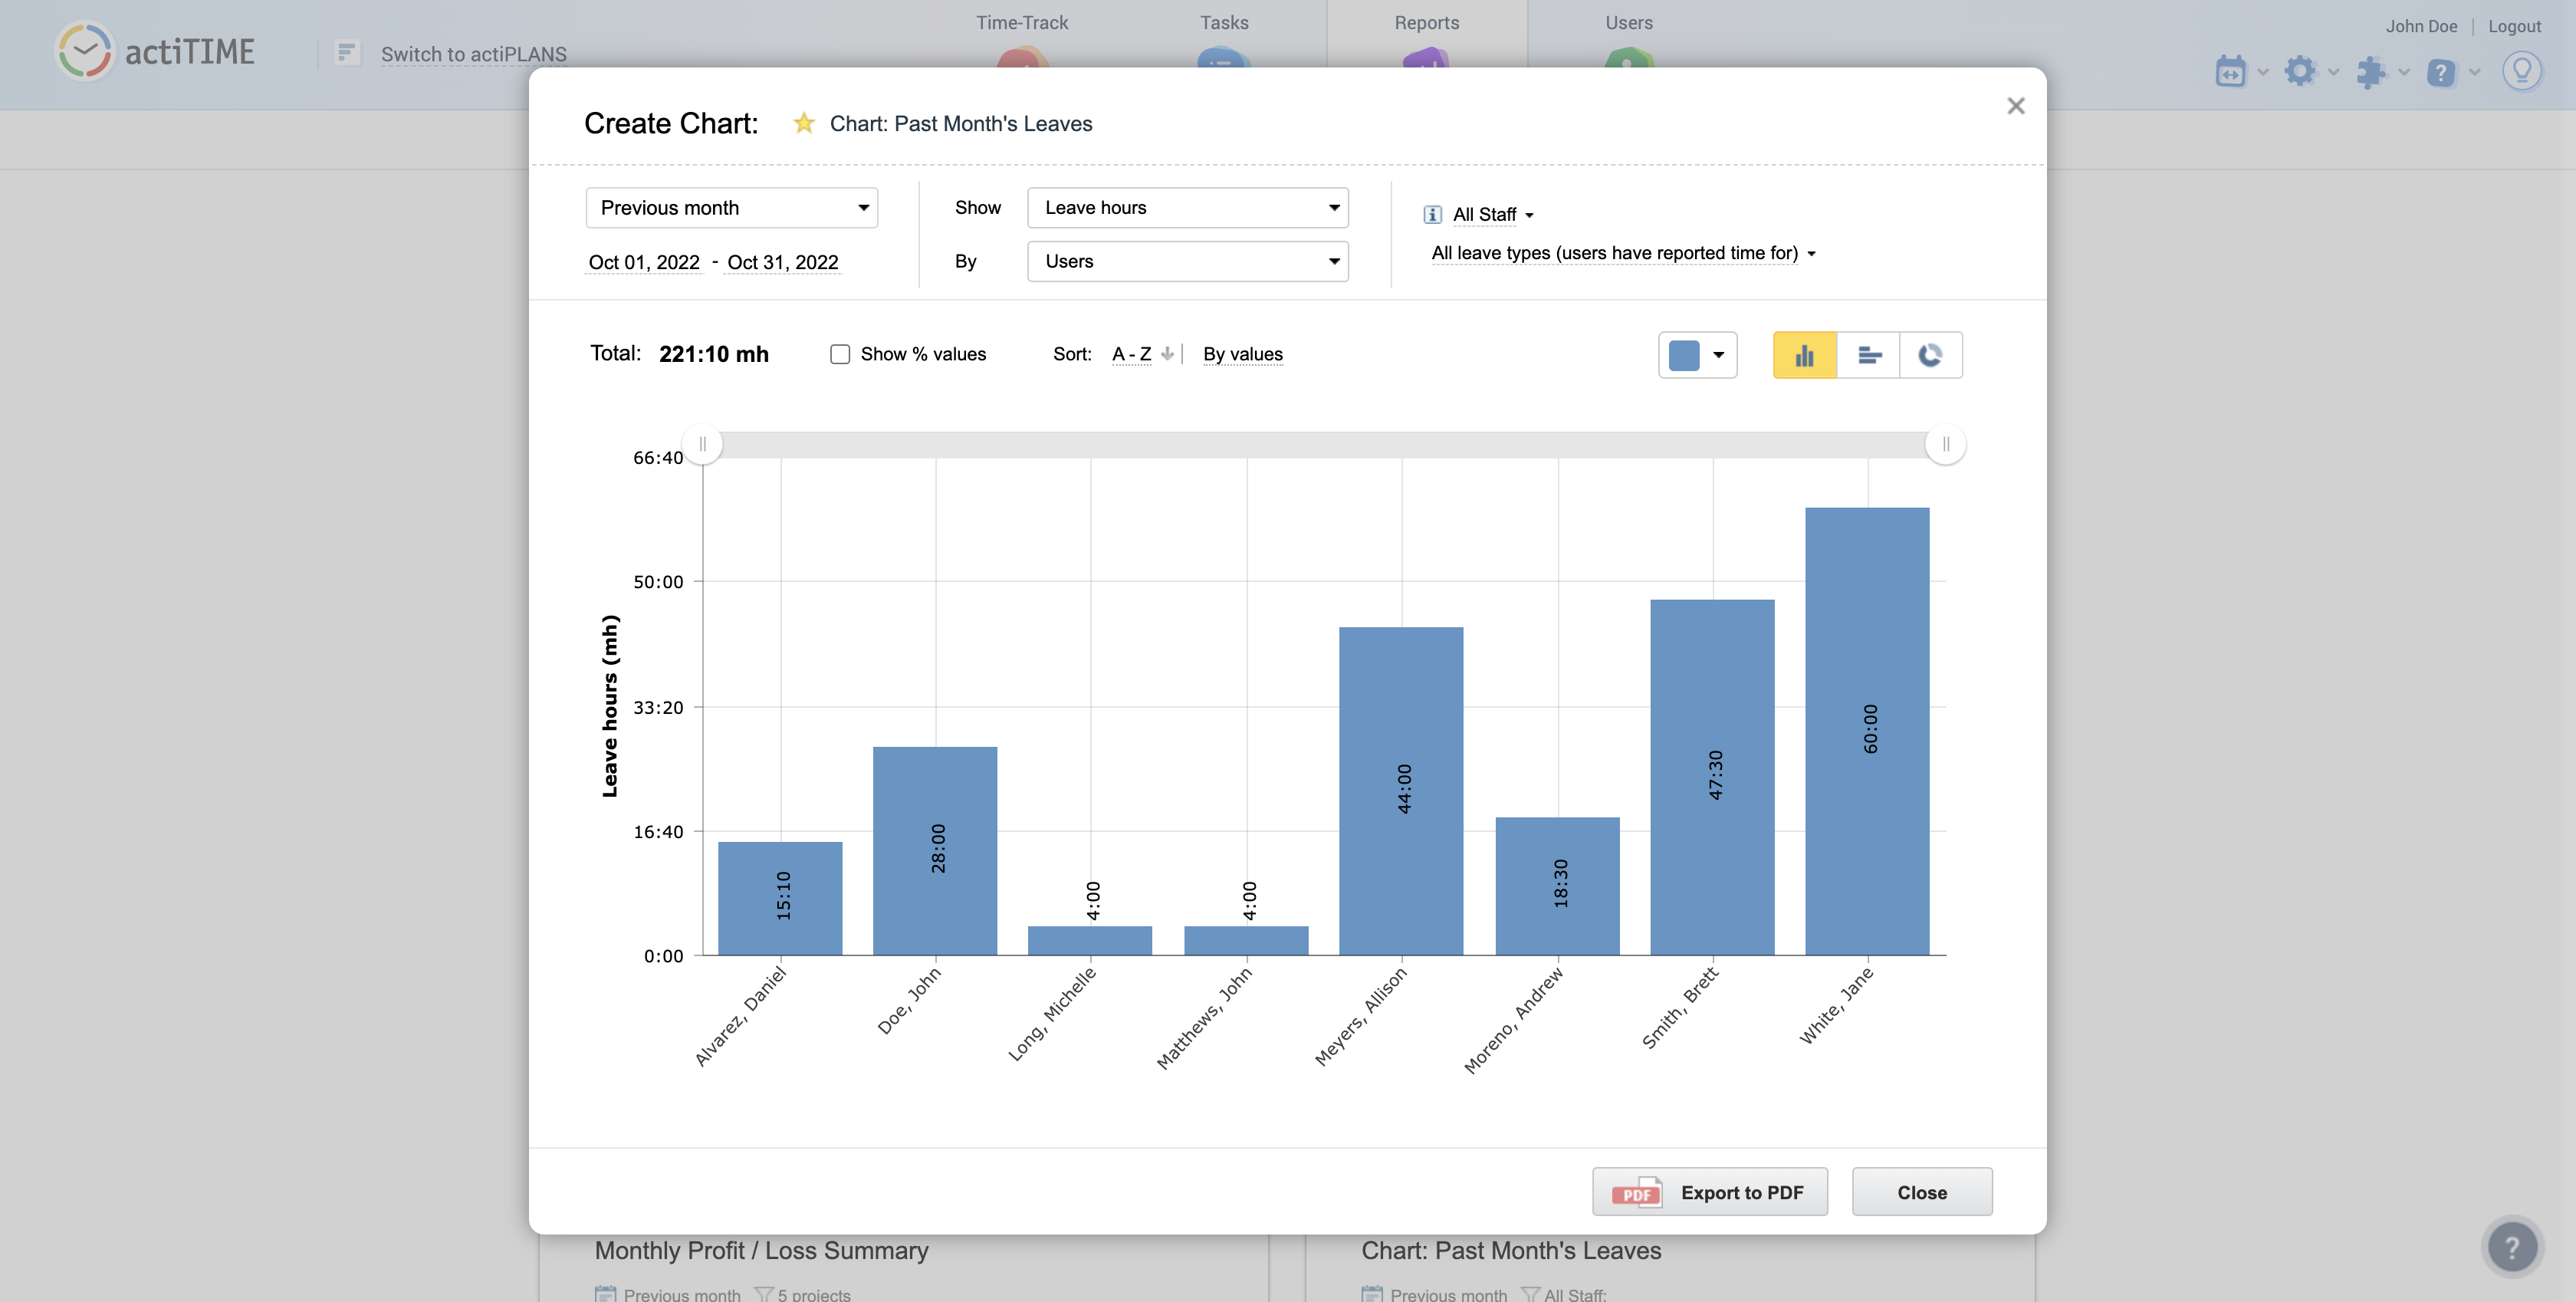 actiTIME
Switch to actiPLANS
Time-Track
Tasks
Reports
Users
John Doe | Logout
Create Chart: Chart: Past Month's Leaves
Previous month
Oct 01, 2022 - Oct 31, 2022
Show Leave hours
By Users
All Staff
All leave types (users have reported time for)
Total: 221:10 mh
Show % values
Sort: A - Z | By values
Leave hours (mh)
66:40
50:00
33:20
16:40
0:00
15:10
28:00
4:00
4:00
44:00
18:30
47:30
60:00
Alvarez, Daniel
Doe, John
Long, Michelle
Matthews, John
Meyers, Allison
Moreno, Andrew
Smith, Brett
White, Jane
PDF Export to PDF
Close
Monthly Profit / Loss Summary
Previous month 5 projects
Chart: Past Month's Leaves
Previous month All Staff;
?